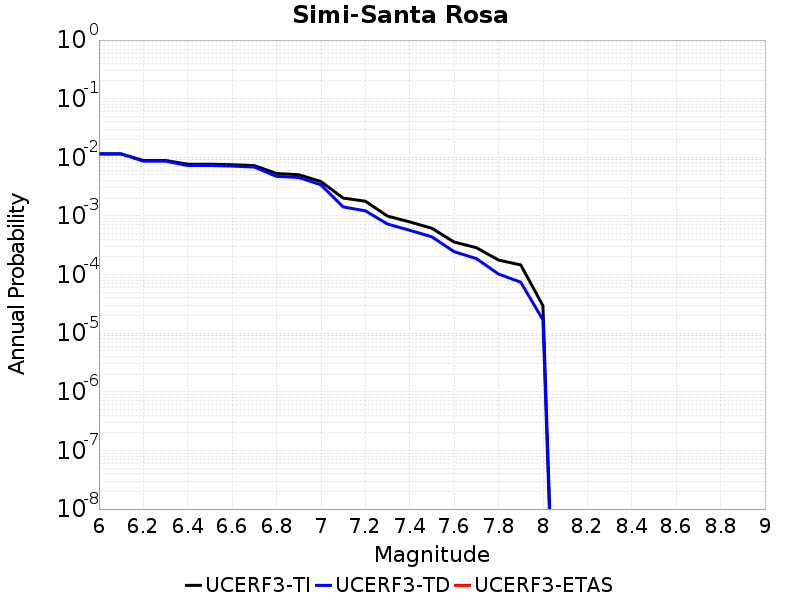 Simi-Santa Rosa
10^0
10^-1
10^-2
10^-3
10^-4
10^-5
10^-6
10^-7
10^-8
Annual Probability
6 6.2 6.4 6.6 6.8 7 7.2 7.4 7.6 7.8 8 8.2 8.4 8.6 8.8 9
Magnitude
UCERF3-TI UCERF3-TD UCERF3-ETAS